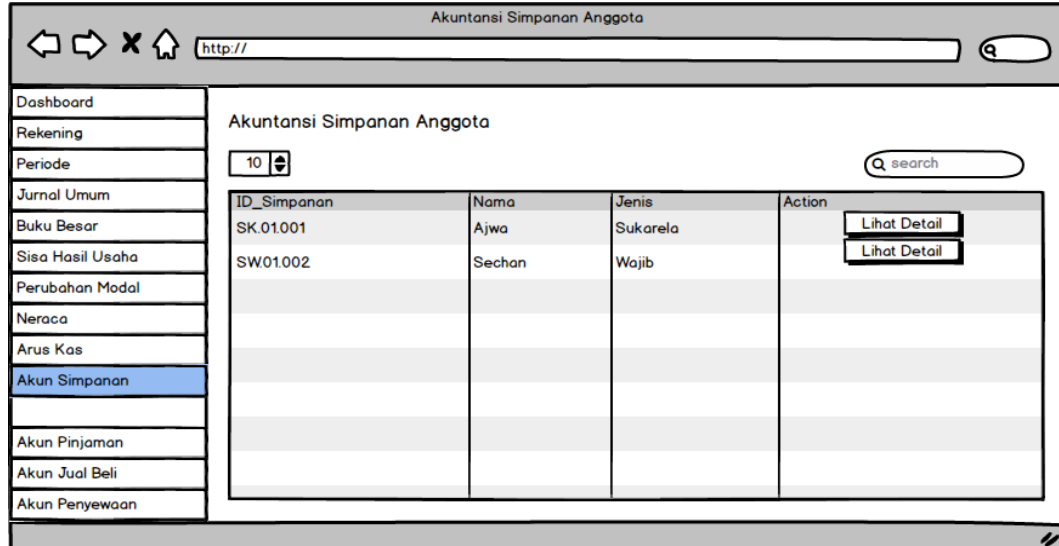 Akuntansi Simpanan Anggota
http://
Dashboard
Rekening
Periode
Jurnal Umum
Buku Besar
Sisa Hasil Usaha
Perubahan Modal
Neraca
Arus Kas
Akun Simpanan
Akun Pinjaman
Akun Jual Beli
Akun Penyewaan
Akuntansi Simpanan Anggota
10
search
ID_Simpanan Nama Jenis Action
SK.01.001 Ajwa Sukarela Lihat Detail
SW.01.002 Sechan Wajib Lihat Detail